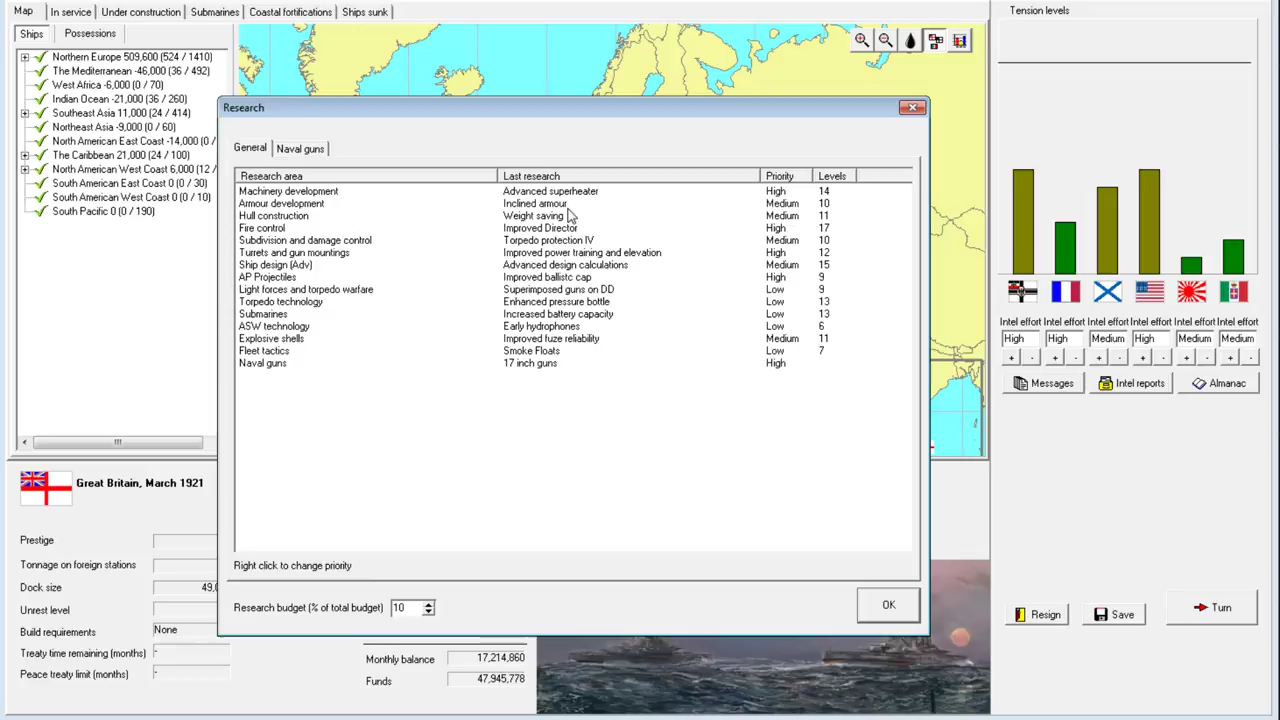 Map
In service
Under construction
Submarines
Coastal fortifications
Ships sunk
Ships
Possessions
Northern Europe 509,600 (524 / 1410)
The Mediterranean -46,000 (36 / 492)
West Africa -6,000 (0 / 70)
Indian Ocean -21,000 (36 / 260)
Southeast Asia 11,000 (24 / 414)
Northeast Asia -9,000 (0 / 60)
North American East Coast -14,000 (0 /
The Caribbean 21,000 (24 / 100)
North American West Coast 6,000 (12 /
South American East Coast 0 (0 / 30)
South American West Coast 0 (0 / 10)
South Pacific 0 (0 / 190)
Research
General
Naval guns
Research area Last research Priority Levels
Machinery development Advanced superheater High 14
Armour development Inclined armour Medium 10
Hull construction Weight saving Medium 11
Fire control Improved Director High 17
Subdivision and damage control Torpedo protection IV Medium 10
Turrets and gun mountings Improved power training and elevation High 12
Ship design (Adv) Advanced design calculations Medium 15
AP Projectiles Improved ballistc cap High 9
Light forces and torpedo warfare Superimposed guns on DD Low 9
Torpedo technology Enhanced pressure bottle Low 13
Submarines Increased battery capacity Low 13
ASW technology Early hydrophones Low 6
Explosive shells Improved fuze reliability Medium 11
Fleet tactics Smoke Floats Low 7
Naval guns 17 inch guns High
Right click to change priority
Research budget (% of total budget) 10
OK
Great Britain, March 1921
Prestige
Tonnage on foreign stations
Dock size 49,0
Unrest level
Build requirements None
Treaty time remaining (months) -
Peace treaty limit (months) -
Monthly balance 17,214,860
Funds 47,945,778
Tension levels
Intel effort Intel effort Intel effort Intel effort Intel effort Intel effort
High High Medium High Medium Medium
+ - + - + - + - + - + -
Messages
Intel reports
Almanac
Resign
Save
Turn